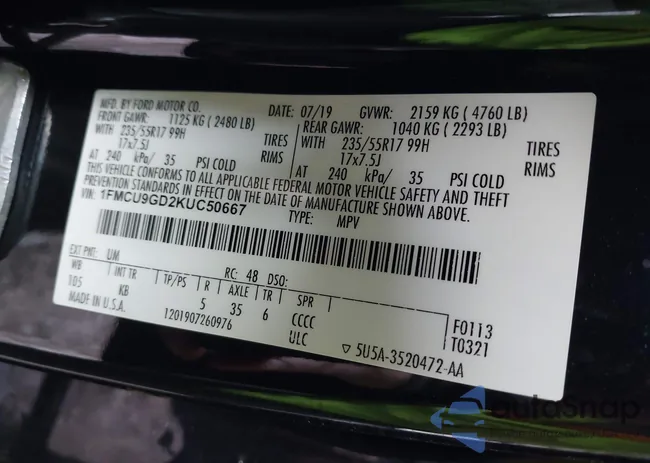 MFD. BY FORD MOTOR CO.
DATE: 07/19 GVWR: 2159 KG ( 4760 LB)
FRONT GAWR: 1125 KG ( 2480 LB) REAR GAWR: 1040 KG ( 2293 LB)
WITH 235/55R17 99H TIRES WITH 235/55R17 99H TIRES
17x7.5J RIMS 17x7.5J RIMS
AT 240 kPa/ 35 PSI COLD AT 240 kPa/ 35 PSI COLD
THIS VEHICLE CONFORMS TO ALL APPLICABLE FEDERAL MOTOR VEHICLE SAFETY AND THEFT
PREVENTION STANDARDS IN EFFECT ON THE DATE OF MANUFACTURE SHOWN ABOVE.
VIN: 1FMCU9GD2KUC50667 TYPE: MPV
EXT PNT: UM RC: 48 DSO:
WB INT TR TP/PS R AXLE TR SPR
105 KB 5 35 6 CCCC F0113
MADE IN U.S.A. 1201907260976 ULC T0321
▽ 5U5A-3520472-AA
autosnap